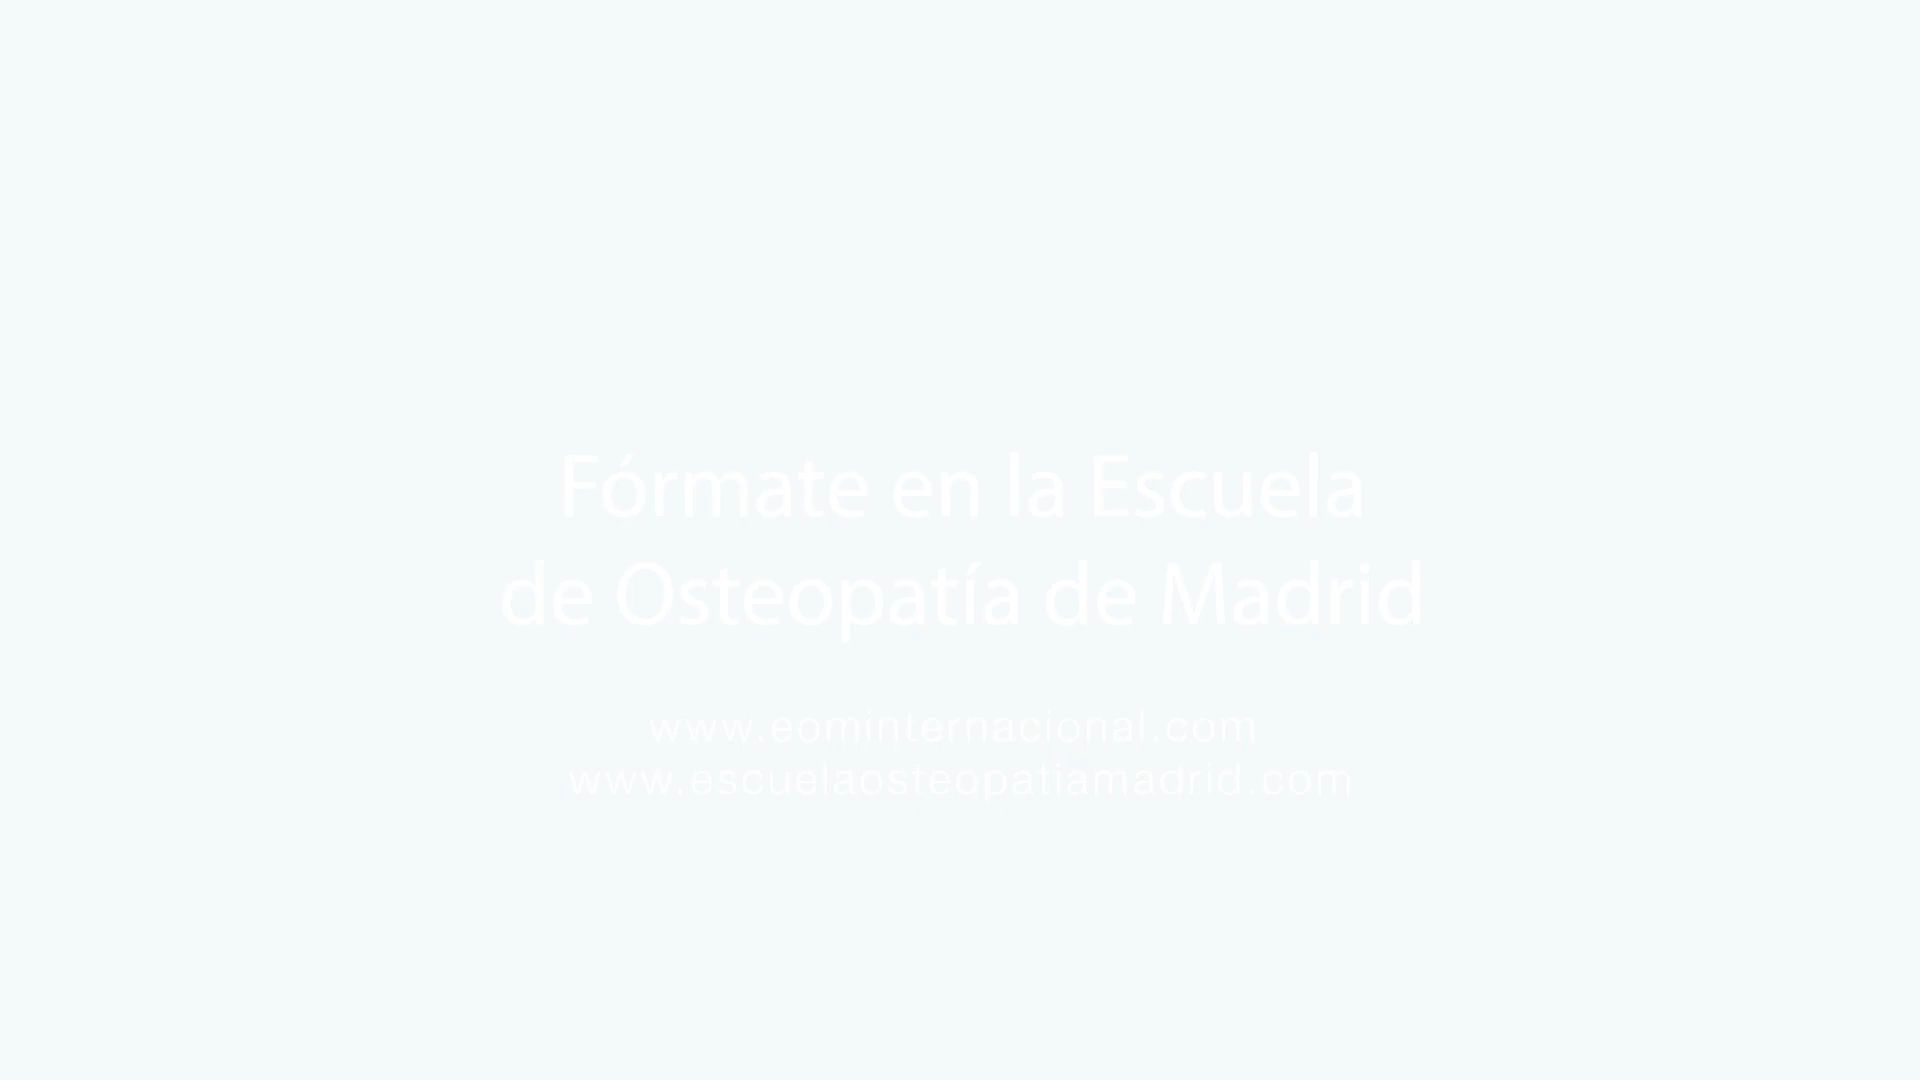 Fórmate en la Escuela
de Osteopatía de Madrid
www.eominternacional.com
www.escuelaosteopatiamadrid.com